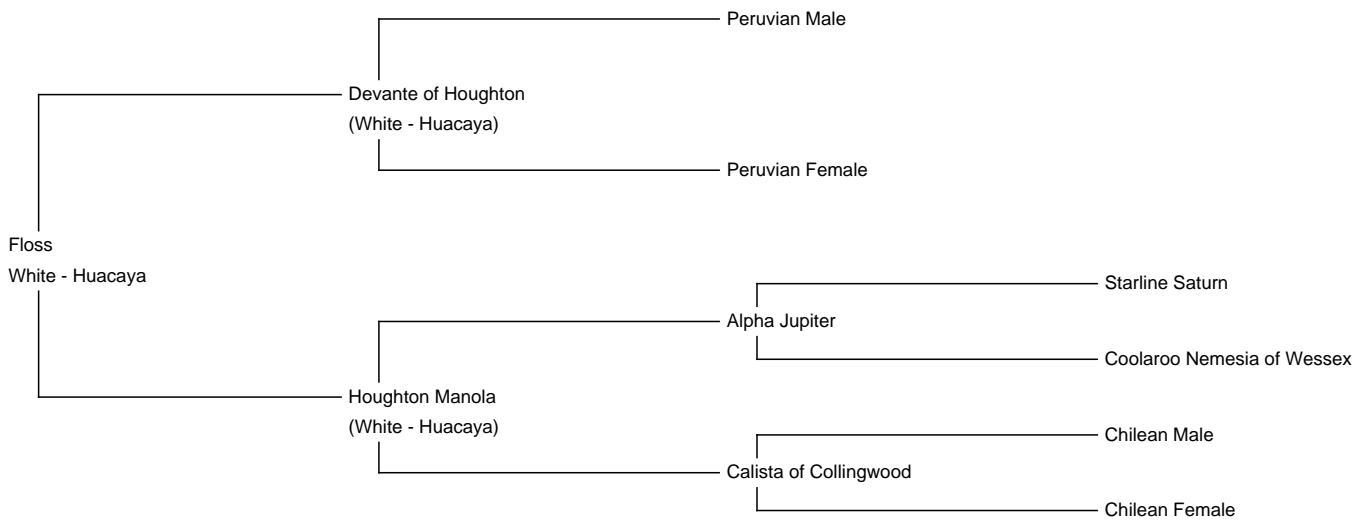 Peruvian Male
Devante of Houghton
(White - Huacaya)
Peruvian Female
Floss
White - Huacaya
Starline Saturn
Alpha Jupiter
Coolaroo Nemesia of Wessex
Houghton Manola
(White - Huacaya)
Chilean Male
Calista of Collingwood
Chilean Female